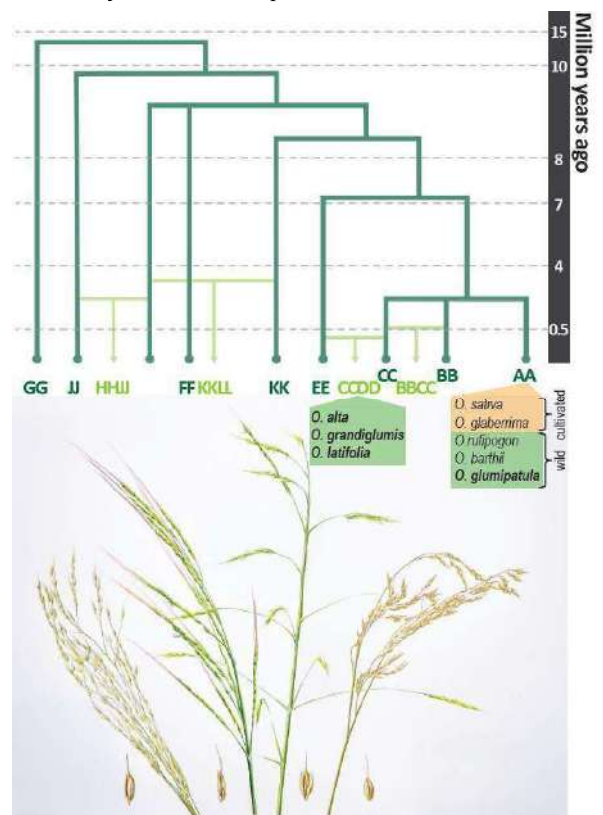 Million years ago
15
10
8
7
4
0.5
GG JJ HHJJ FF KKLL KK EE CCDD CC BBCC BB AA
O. alta
O. grandiglumis
O. latifolia
O. sativa
O. glaberrima
O.rufipogon
O. barthii
O. glumipatula
cultivated
wild